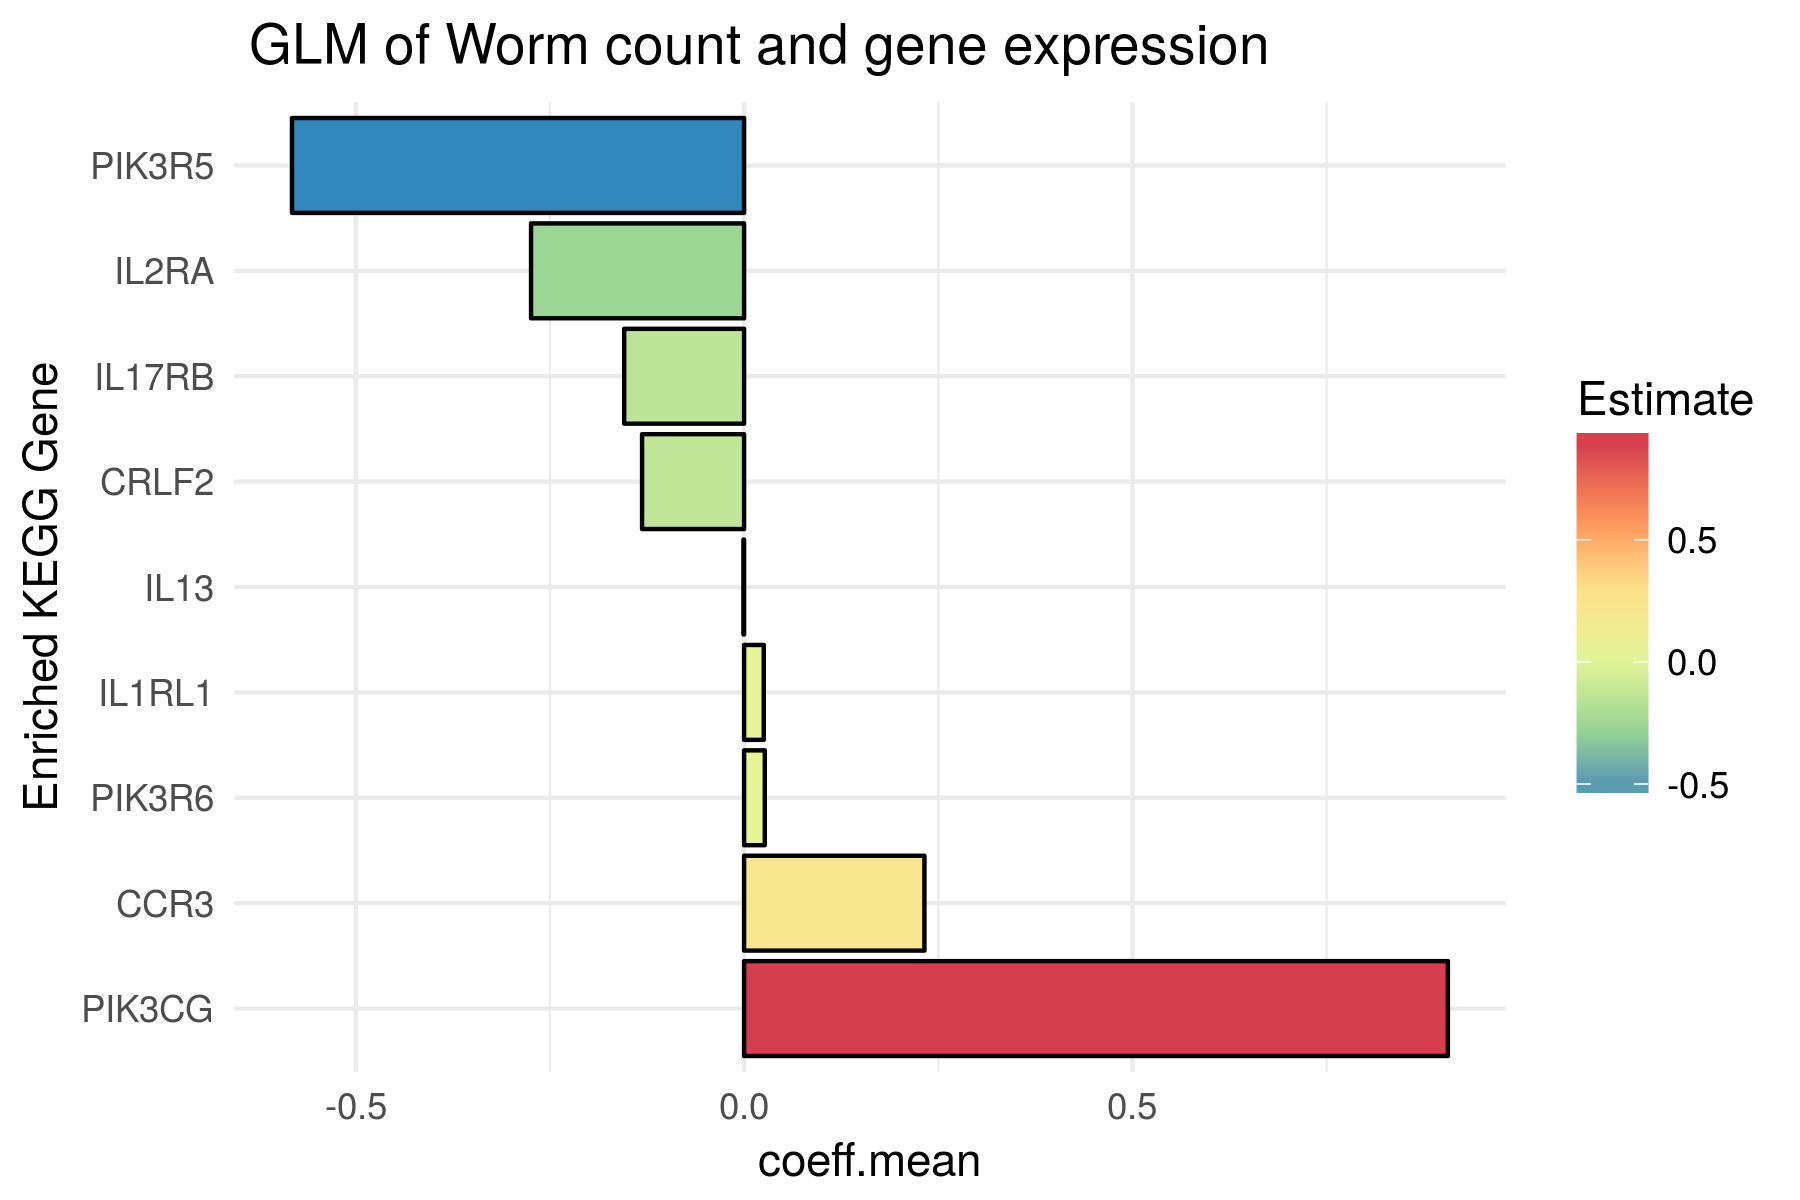 GLM of Worm count and gene expression
Enriched KEGG Gene
PIK3R5
IL2RA
IL17RB
CRLF2
IL13
IL1RL1
PIK3R6
CCR3
PIK3CG
-0.5
0.0
0.5
coeff.mean
Estimate
0.5
0.0
-0.5